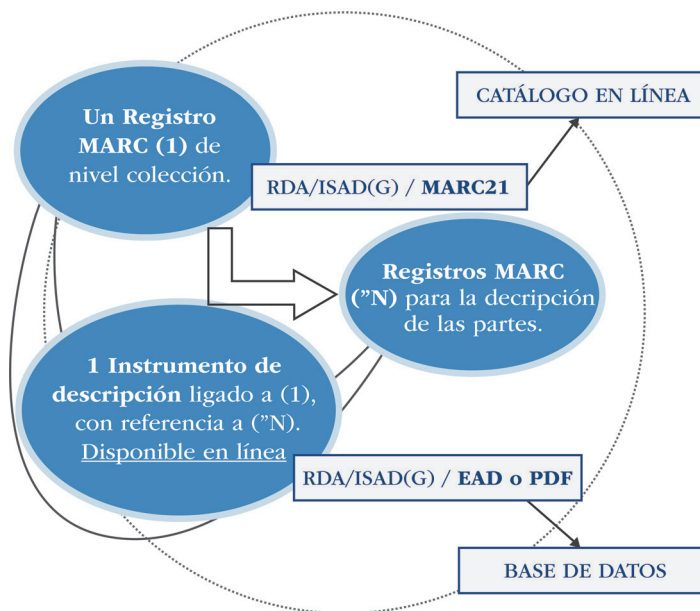 Un Registro
MARC (1) de
nivel colección.
CATÁLOGO EN LÍNEA
RDA/ISAD(G) / MARC21
Registros MARC
(”N) para la decripción
de las partes.
1 Instrumento de
descripción ligado a (1),
con referencia a (”N).
Disponible en línea
RDA/ISAD(G) / EAD o PDF
BASE DE DATOS